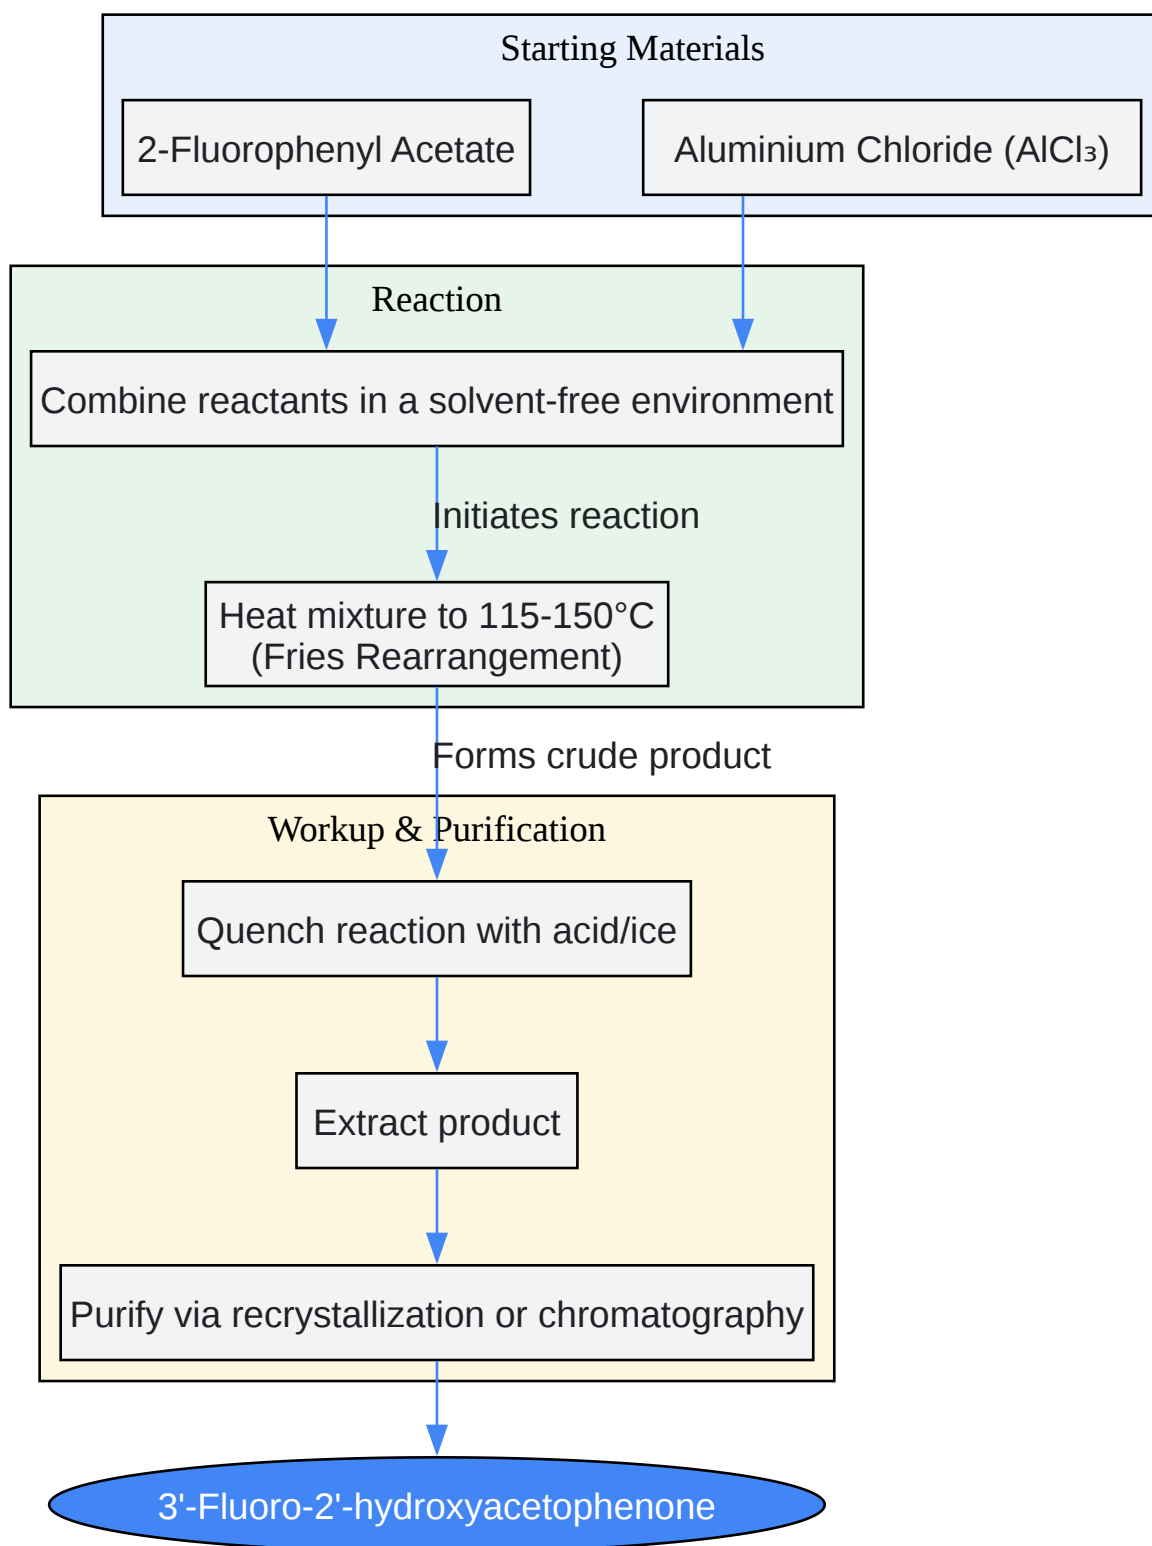 Starting Materials
2-Fluorophenyl Acetate
Aluminium Chloride (AlCl₃)
Reaction
Combine reactants in a solvent-free environment
Initiates reaction
Heat mixture to 115-150°C
(Fries Rearrangement)
Forms crude product
Workup & Purification
Quench reaction with acid/ice
Extract product
Purify via recrystallization or chromatography
3'-Fluoro-2'-hydroxyacetophenone